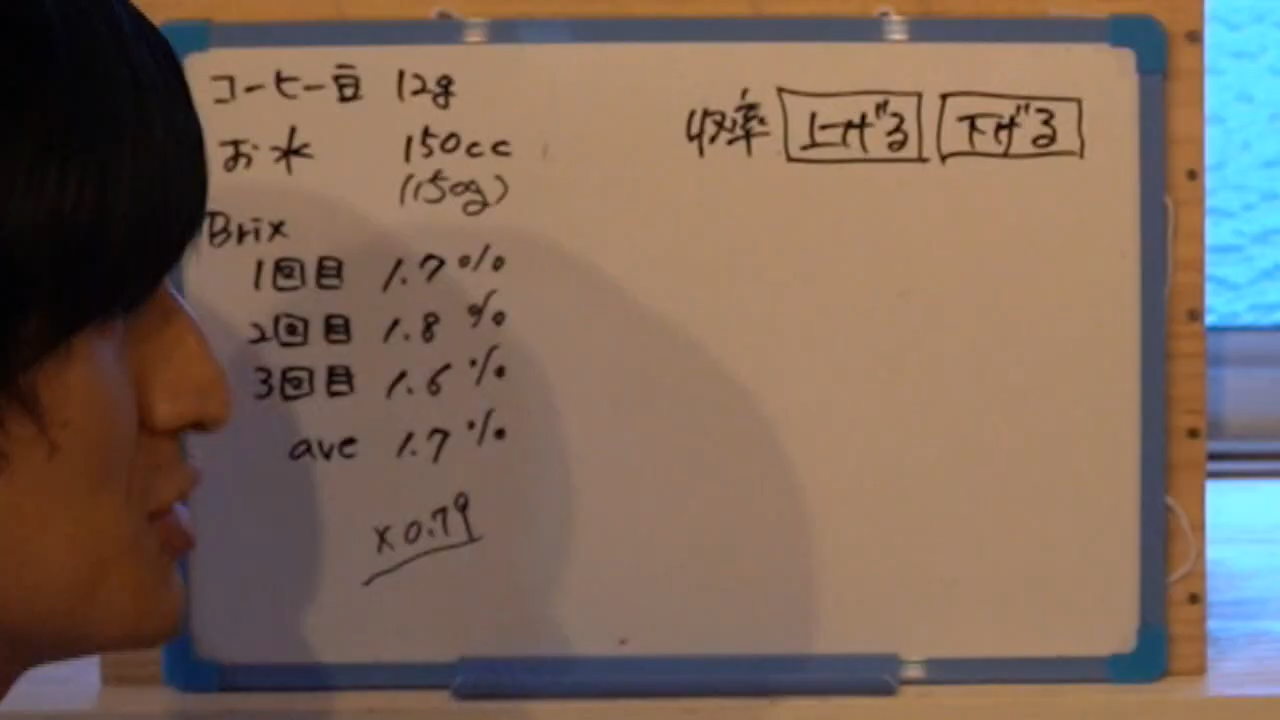 コーヒー豆 12g
お水 150cc
(150g)
Brix
1回目 1.7%
2回目 1.8%
3回目 1.6%
ave 1.7%
×0.79
収率 上げる 下げる